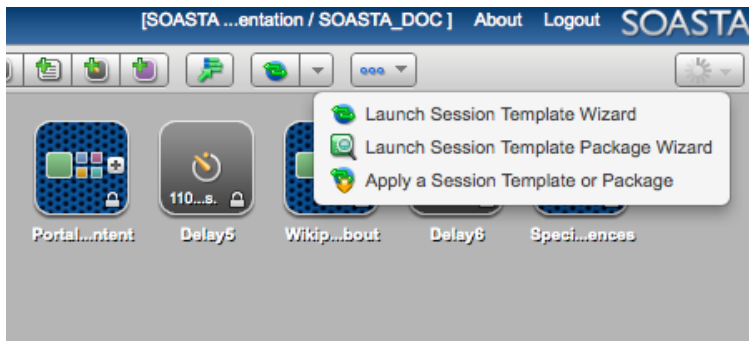 [SOASTA ...entation / SOASTA_DOC ] About Logout SOASTA
Launch Session Template Wizard
Launch Session Template Package Wizard
Apply a Session Template or Package
110...s.
Portal...ntent Delay5 Wikip...bout Delay6 Speci...ences